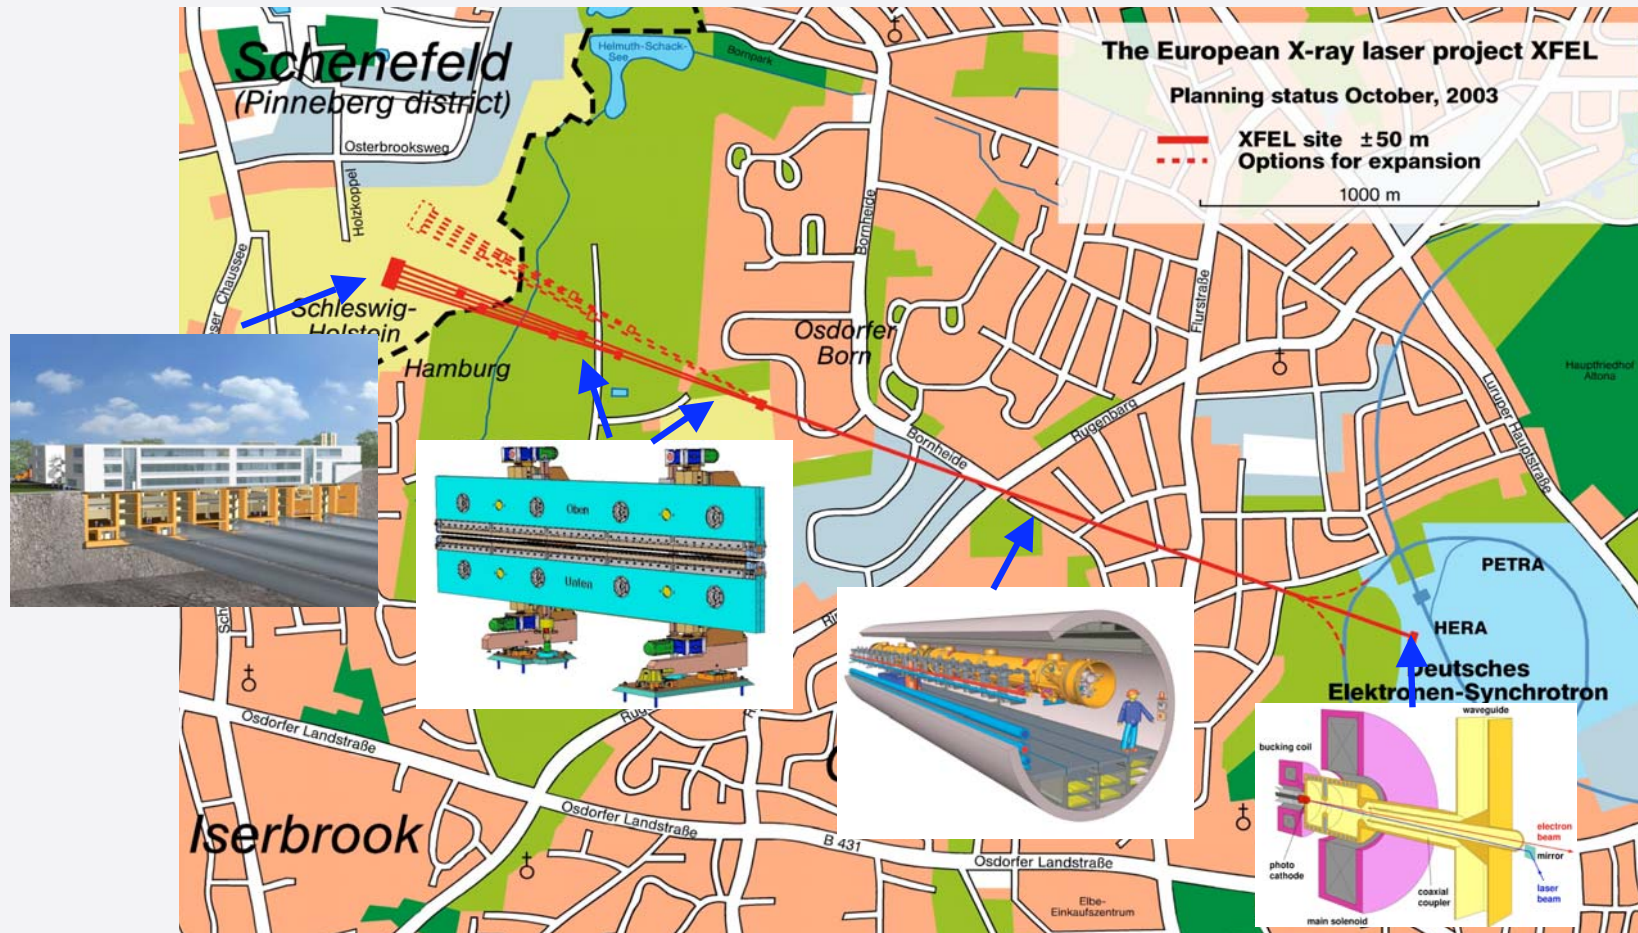 Schenefeld
(Pinneberg district)
Helmuth-Schack-
See
Bornpark
The European X-ray laser project XFEL
Planning status October, 2003
XFEL site ±50 m
Options for expansion
1000 m
Osterbrooksweg
Holzkoppel
Bornheide
Flurstraße
Chaussee
Schleswig-
Holstein
Hamburg
Osdorfer
Born
Hauptfriedhof
Altona
Luruper Hauptstraße
Rugenbarg
Bornheide
Oben
Unten
PETRA
HERA
Deutsches
Elektronen-Synchrotron
waveguide
bucking coil
electron
beam
mirror
photo
cathode
laser
beam
coaxial
coupler
main solenoid
Osdorfer Landstraße
Osdorfer Landstraße
B 431
Osdorfer Landstraße
Iserbrook
Elbe-
Einkaufszentrum